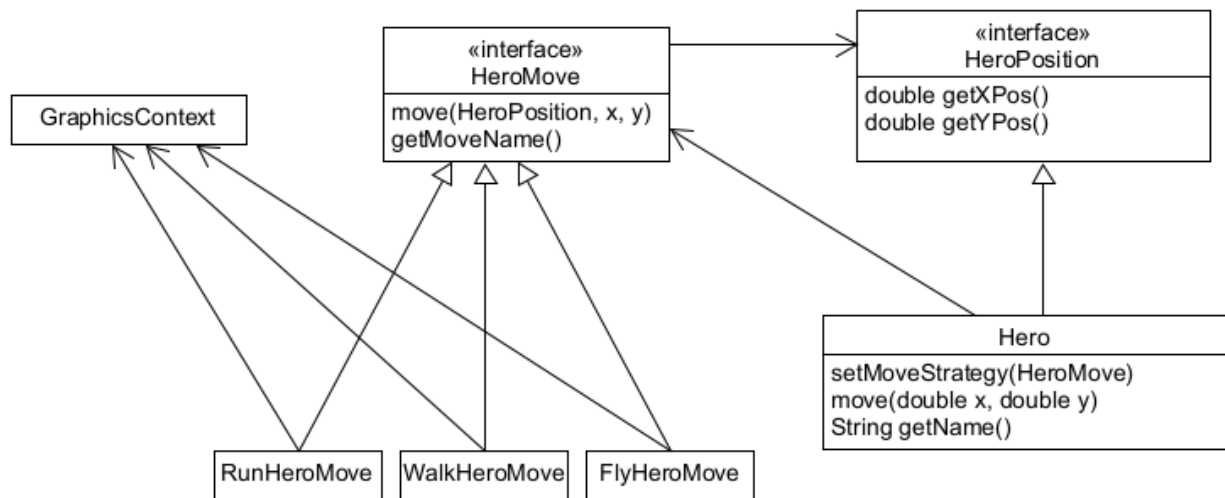 «interface»
HeroMove
move(HeroPosition, x, y)
getMoveName()
«interface»
HeroPosition
double getXPos()
double getYPos()
GraphicsContext
Hero
setMoveStrategy(HeroMove)
move(double x, double y)
String getName()
RunHeroMove
WalkHeroMove
FlyHeroMove